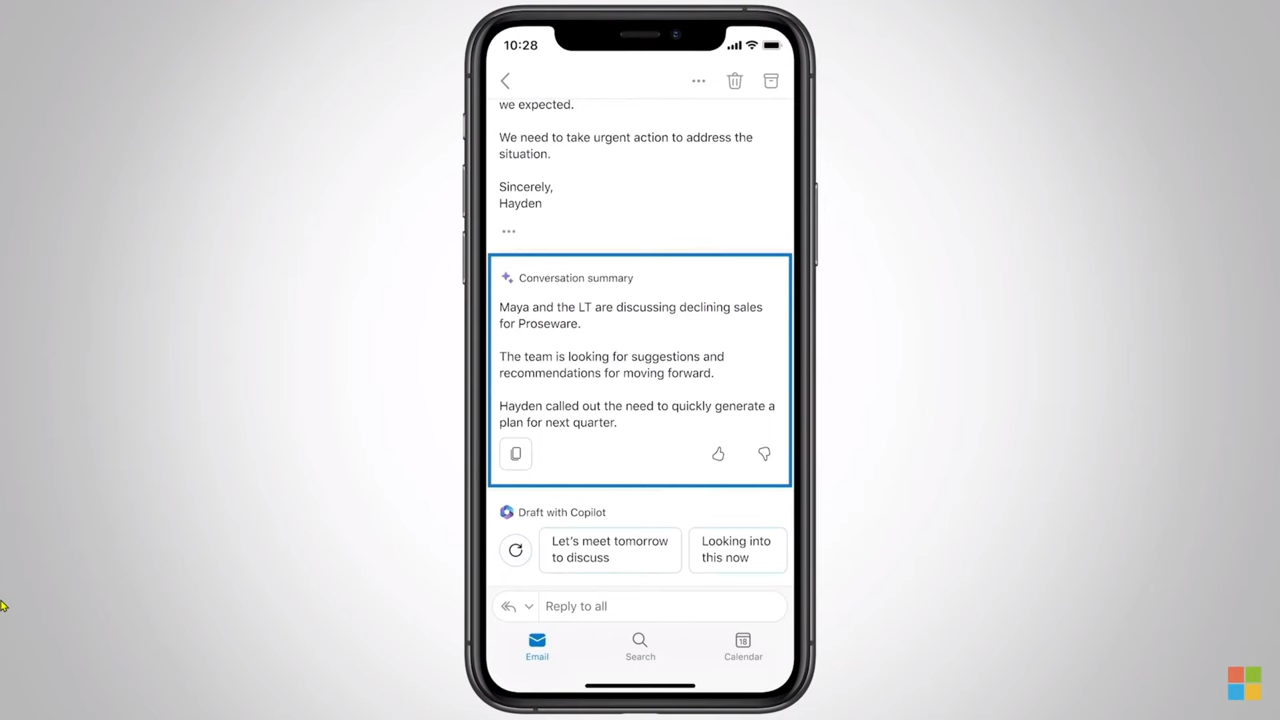 10:28
we expected.
We need to take urgent action to address the
situation.
Sincerely,
Hayden
Conversation summary
Maya and the LT are discussing declining sales
for Proseware.
The team is looking for suggestions and
recommendations for moving forward.
Hayden called out the need to quickly generate a
plan for next quarter.
Draft with Copilot
Let's meet tomorrow
to discuss
Looking into
this now
Reply to all
18
Email
Search
Calendar